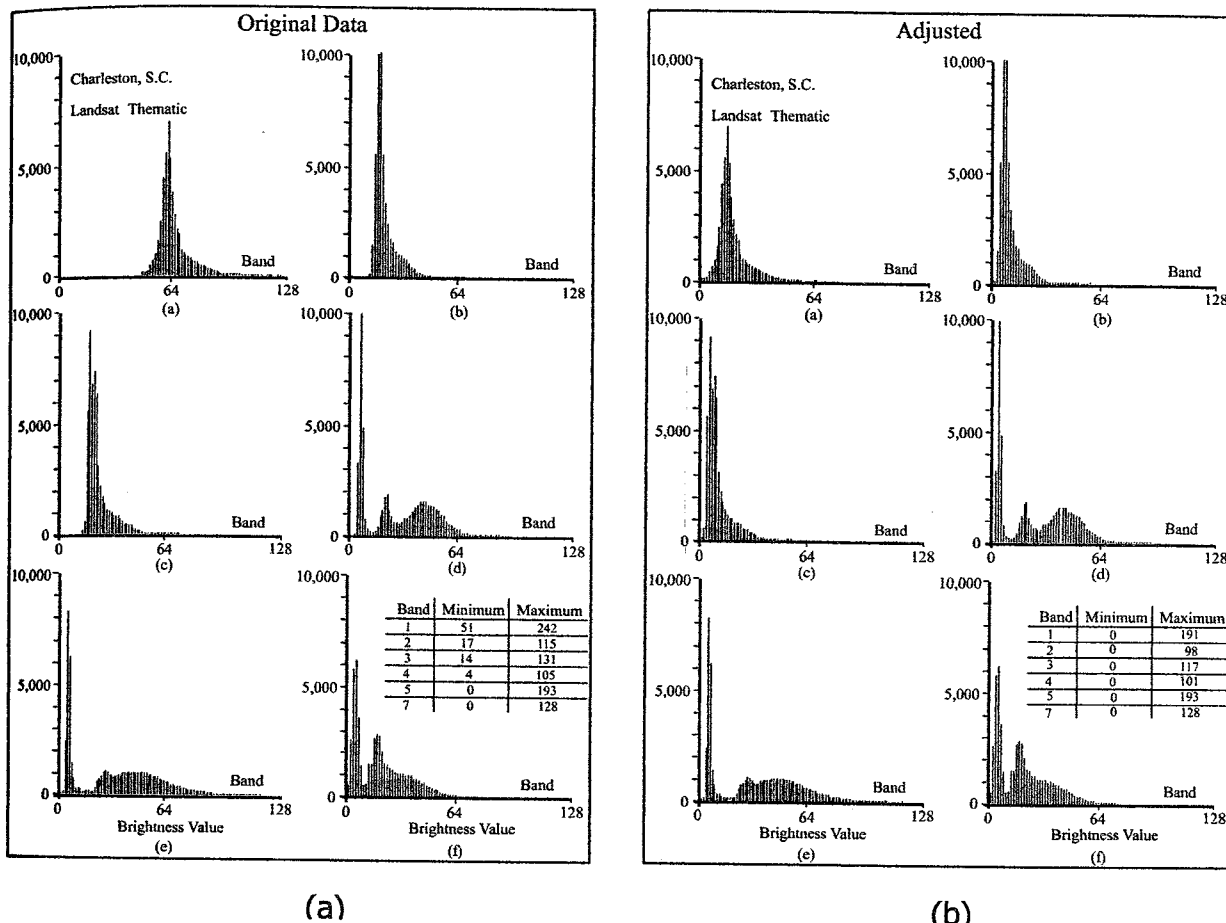 Original Data
10,000
Charleston, S.C.
Landsat Thematic
5,000
Band
0
0
64
128
(a)
10,000
5,000
Band
0
64
128
(b)
10,000
5,000
Band
0
0
64
128
(c)
10,000
5,000
0
64
128
(d)
10,000
5,000
Band
0
0
64
128
Brightness Value
(e)
10,000
Band Minimum Maximum
1 51 242
2 17 115
3 14 131
4 4 105
5 0 193
7 0 128
5,000
Band
0
0
64
128
Brightness Value
(f)
(a)
Adjusted
10,000
Charleston, S.C.
Landsat Thematic
5,000
Band
0
0
64
128
(a)
10,000
5,000
Band
0
0
64
128
(b)
10,000
5,000
Band
0
0
64
128
(c)
10,000
5,000
0
0
64
128
(d)
10,000
5,000
Band
0
0
64
128
Brightness Value
(e)
10,000
Band Minimum Maximum
1 0 191
2 0 98
3 0 117
4 0 101
5 0 193
7 0 128
5,000
Band
0
0
64
128
Brightness Value
(f)
(b)